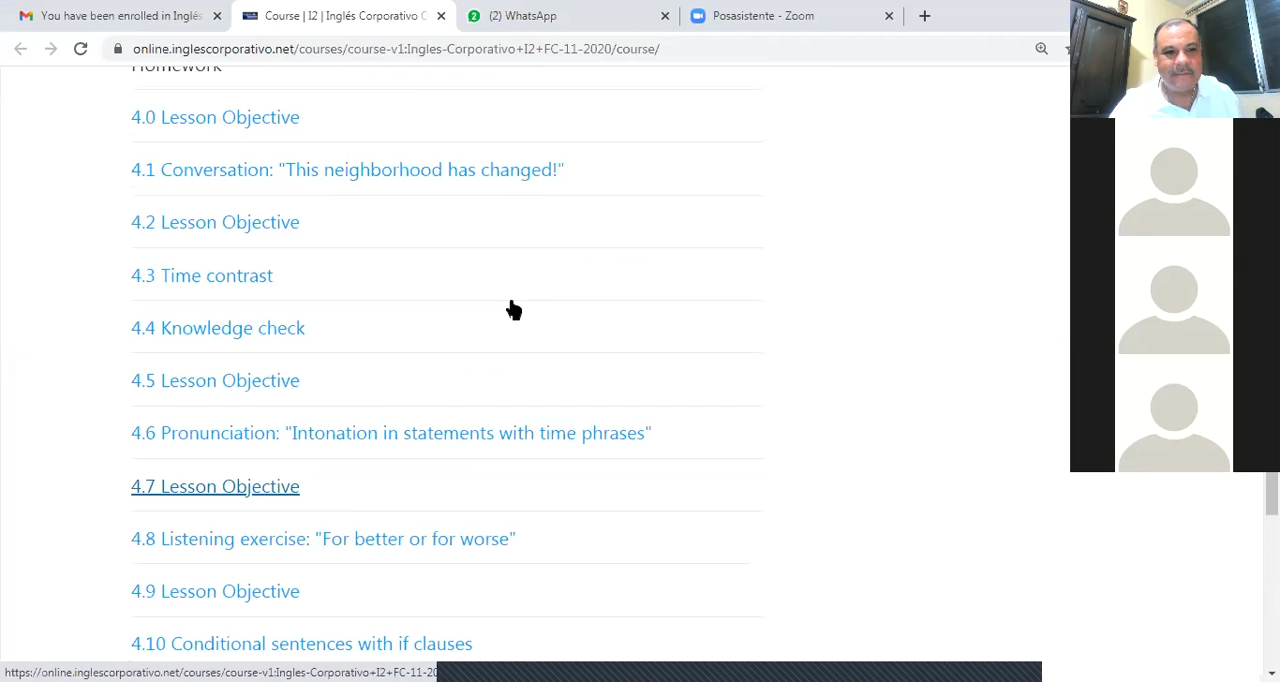 You have been enrolled in Inglés
Course | I2 | Inglés Corporativo C
2
(2) WhatsApp
Posasistente - Zoom
online.inglescorporativo.net/courses/course-v1:Ingles-Corporativo+I2+FC-11-2020/course/
Homework
4.0 Lesson Objective
4.1 Conversation: "This neighborhood has changed!"
4.2 Lesson Objective
4.3 Time contrast
4.4 Knowledge check
4.5 Lesson Objective
4.6 Pronunciation: "Intonation in statements with time phrases"
4.7 Lesson Objective
4.8 Listening exercise: "For better or for worse"
4.9 Lesson Objective
4.10 Conditional sentences with if clauses
https://online.inglescorporativo.net/courses/course-v1:Ingles-Corporativo+I2+FC-11-20